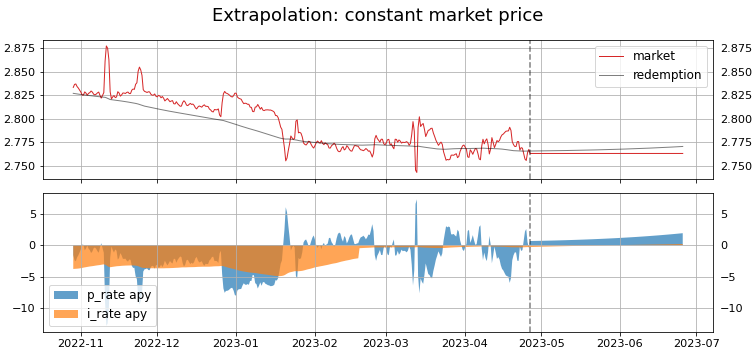 Extrapolation: constant market price
2.875 2.875
2.850 2.850
2.825 2.825
2.800 2.800
2.775 2.775
2.750 2.750
market
redemption
5 5
0 0
−5 −5
−10 −10
p_rate apy
i_rate apy
2022-11 2022-12 2023-01 2023-02 2023-03 2023-04 2023-05 2023-06 2023-07